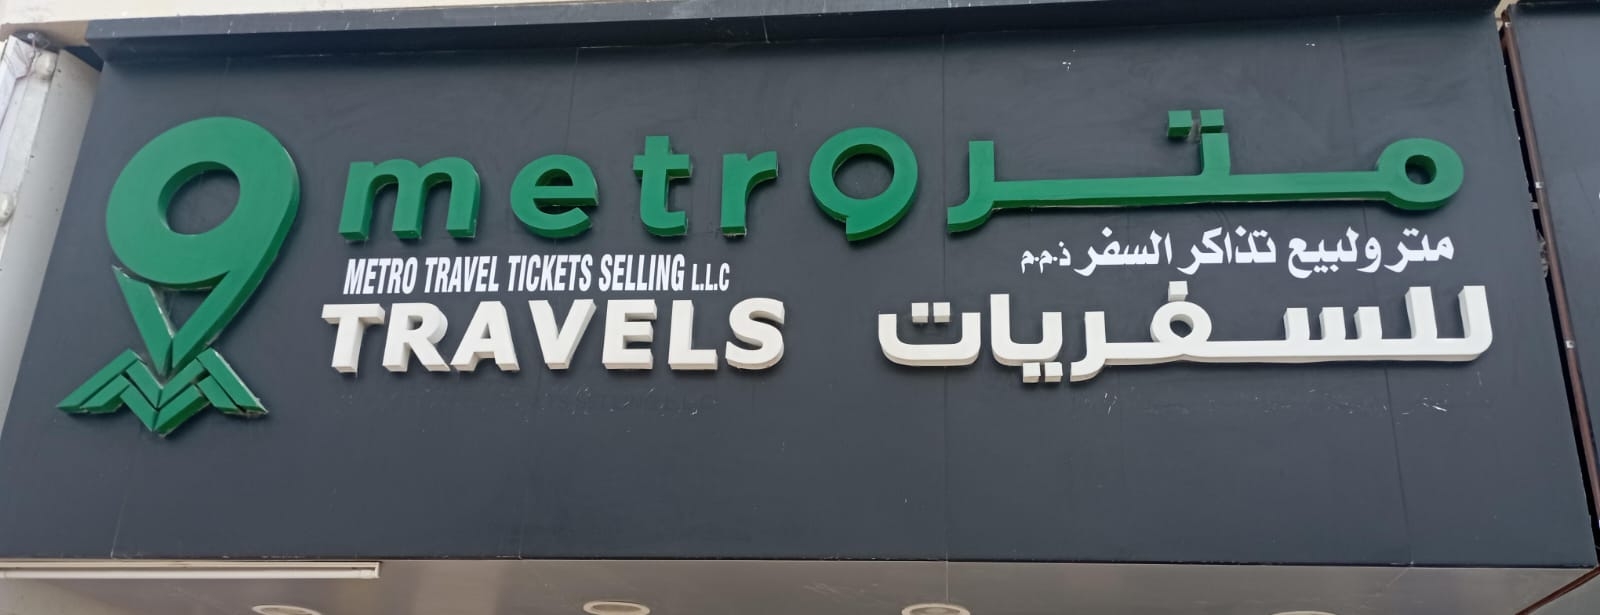 metro مترو
METRO TRAVEL TICKETS SELLING L.L.C
مترو لبيع تذاكر السفر ذ.م.م
TRAVELS للسفريات